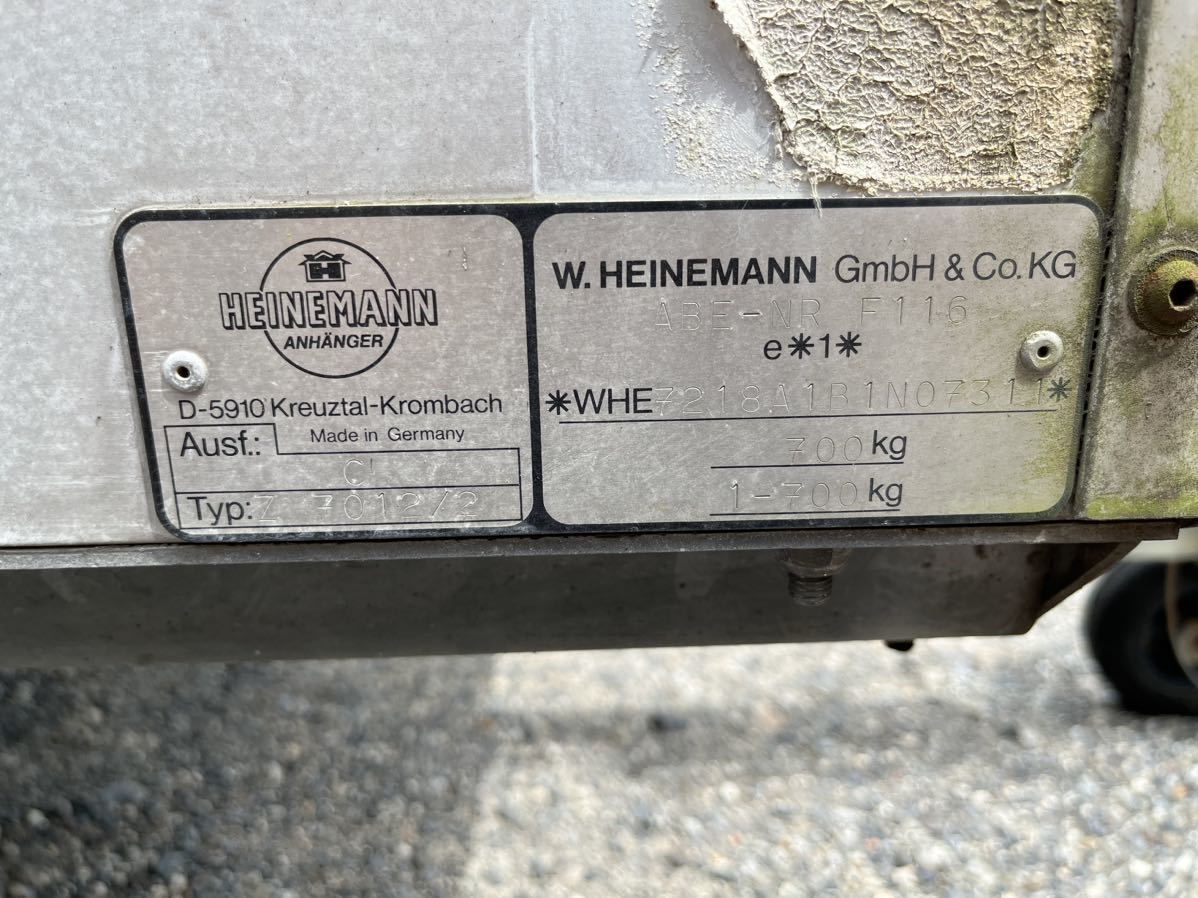 HEINEMANN
ANHÄNGER
D-5910 Kreuztal-Krombach
Made in Germany
Ausf.: C
Typ: Z 7012/2
W. HEINEMANN GmbH & Co. KG
ABE-NR F116
e*1*
*WHE7218A1B1N07311*
700 kg
1-700 kg